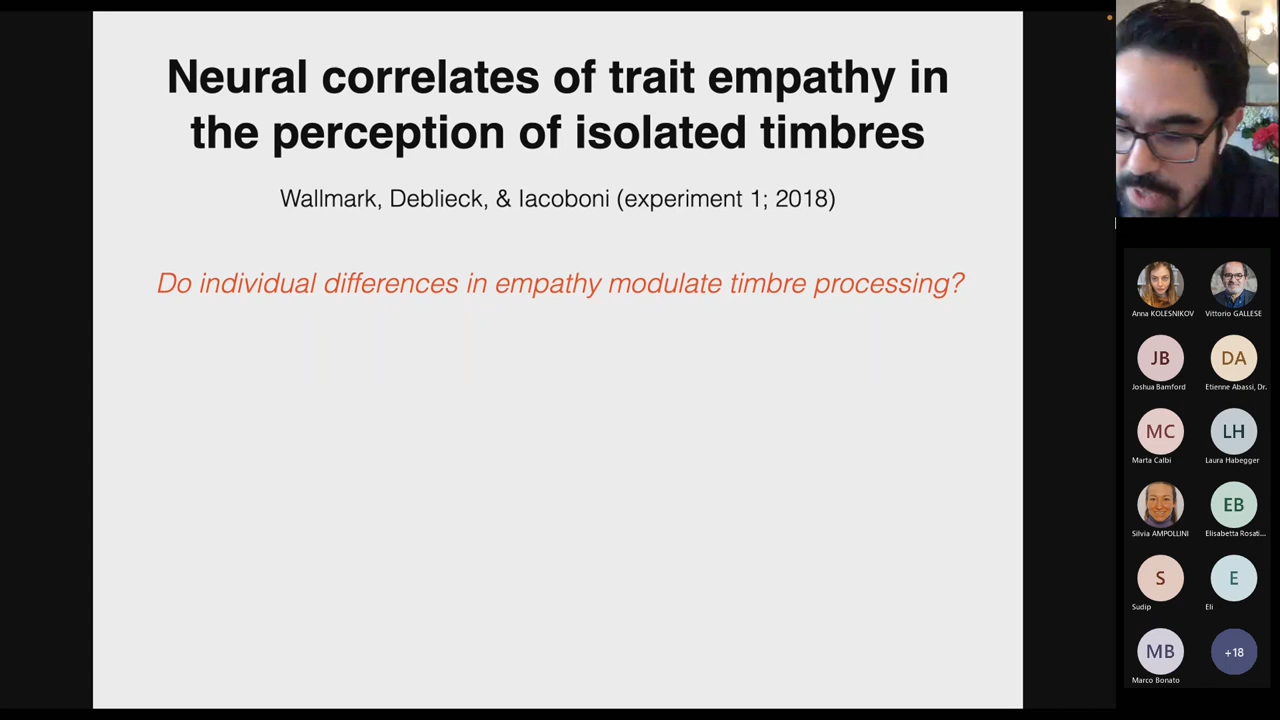 Neural correlates of trait empathy in
the perception of isolated timbres
Wallmark, Deblieck, & Iacoboni (experiment 1; 2018)
Do individual differences in empathy modulate timbre processing?
Anna KOLESNIKOV
Vittorio GALLESE
JB
DA
Joshua Bamford
Etienne Abassi, Dr.
MC
LH
Marta Calbi
Laura Habegger
EB
Silvia AMPOLLINI
Elisabetta Rosati...
S
E
Sudip
Eli
MB
+18
Marco Bonato